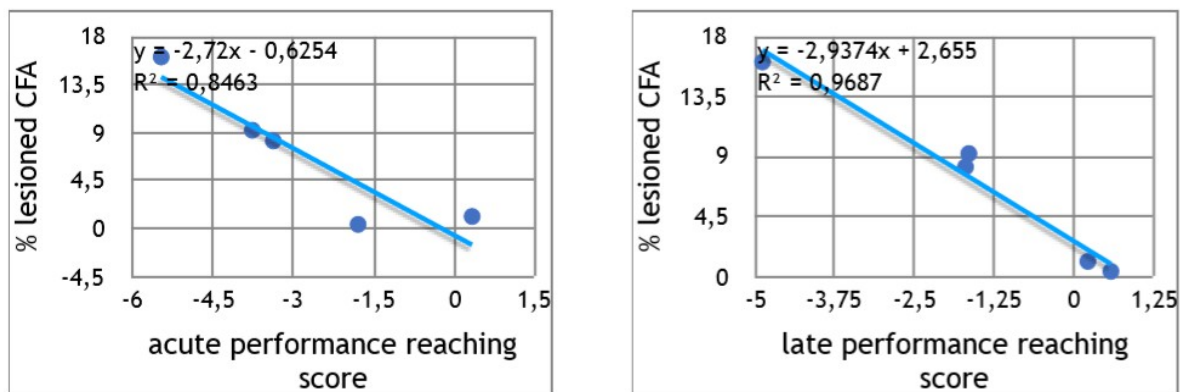 18
13,5
9
4,5
0
-4,5
% lesioned CFA
y = -2,72x - 0,6254
R² = 0,8463
-6 -4,5 -3 -1,5 0 1,5
acute performance reaching
score
18
13,5
9
4,5
0
% lesioned CFA
y = -2,9374x + 2,655
R² = 0,9687
-5 -3,75 -2,5 -1,25 0 1,25
late performance reaching
score